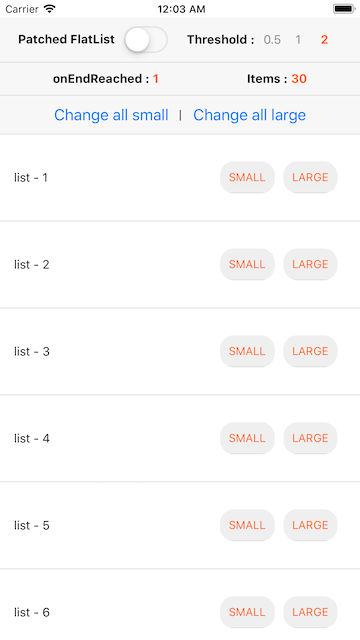 Carrier 12:03 AM
Patched FlatList Threshold : 0.5 1 2
onEndReached : 1 Items : 30
Change all small | Change all large
list - 1 SMALL LARGE
list - 2 SMALL LARGE
list - 3 SMALL LARGE
list - 4 SMALL LARGE
list - 5 SMALL LARGE
list - 6 SMALL LARGE